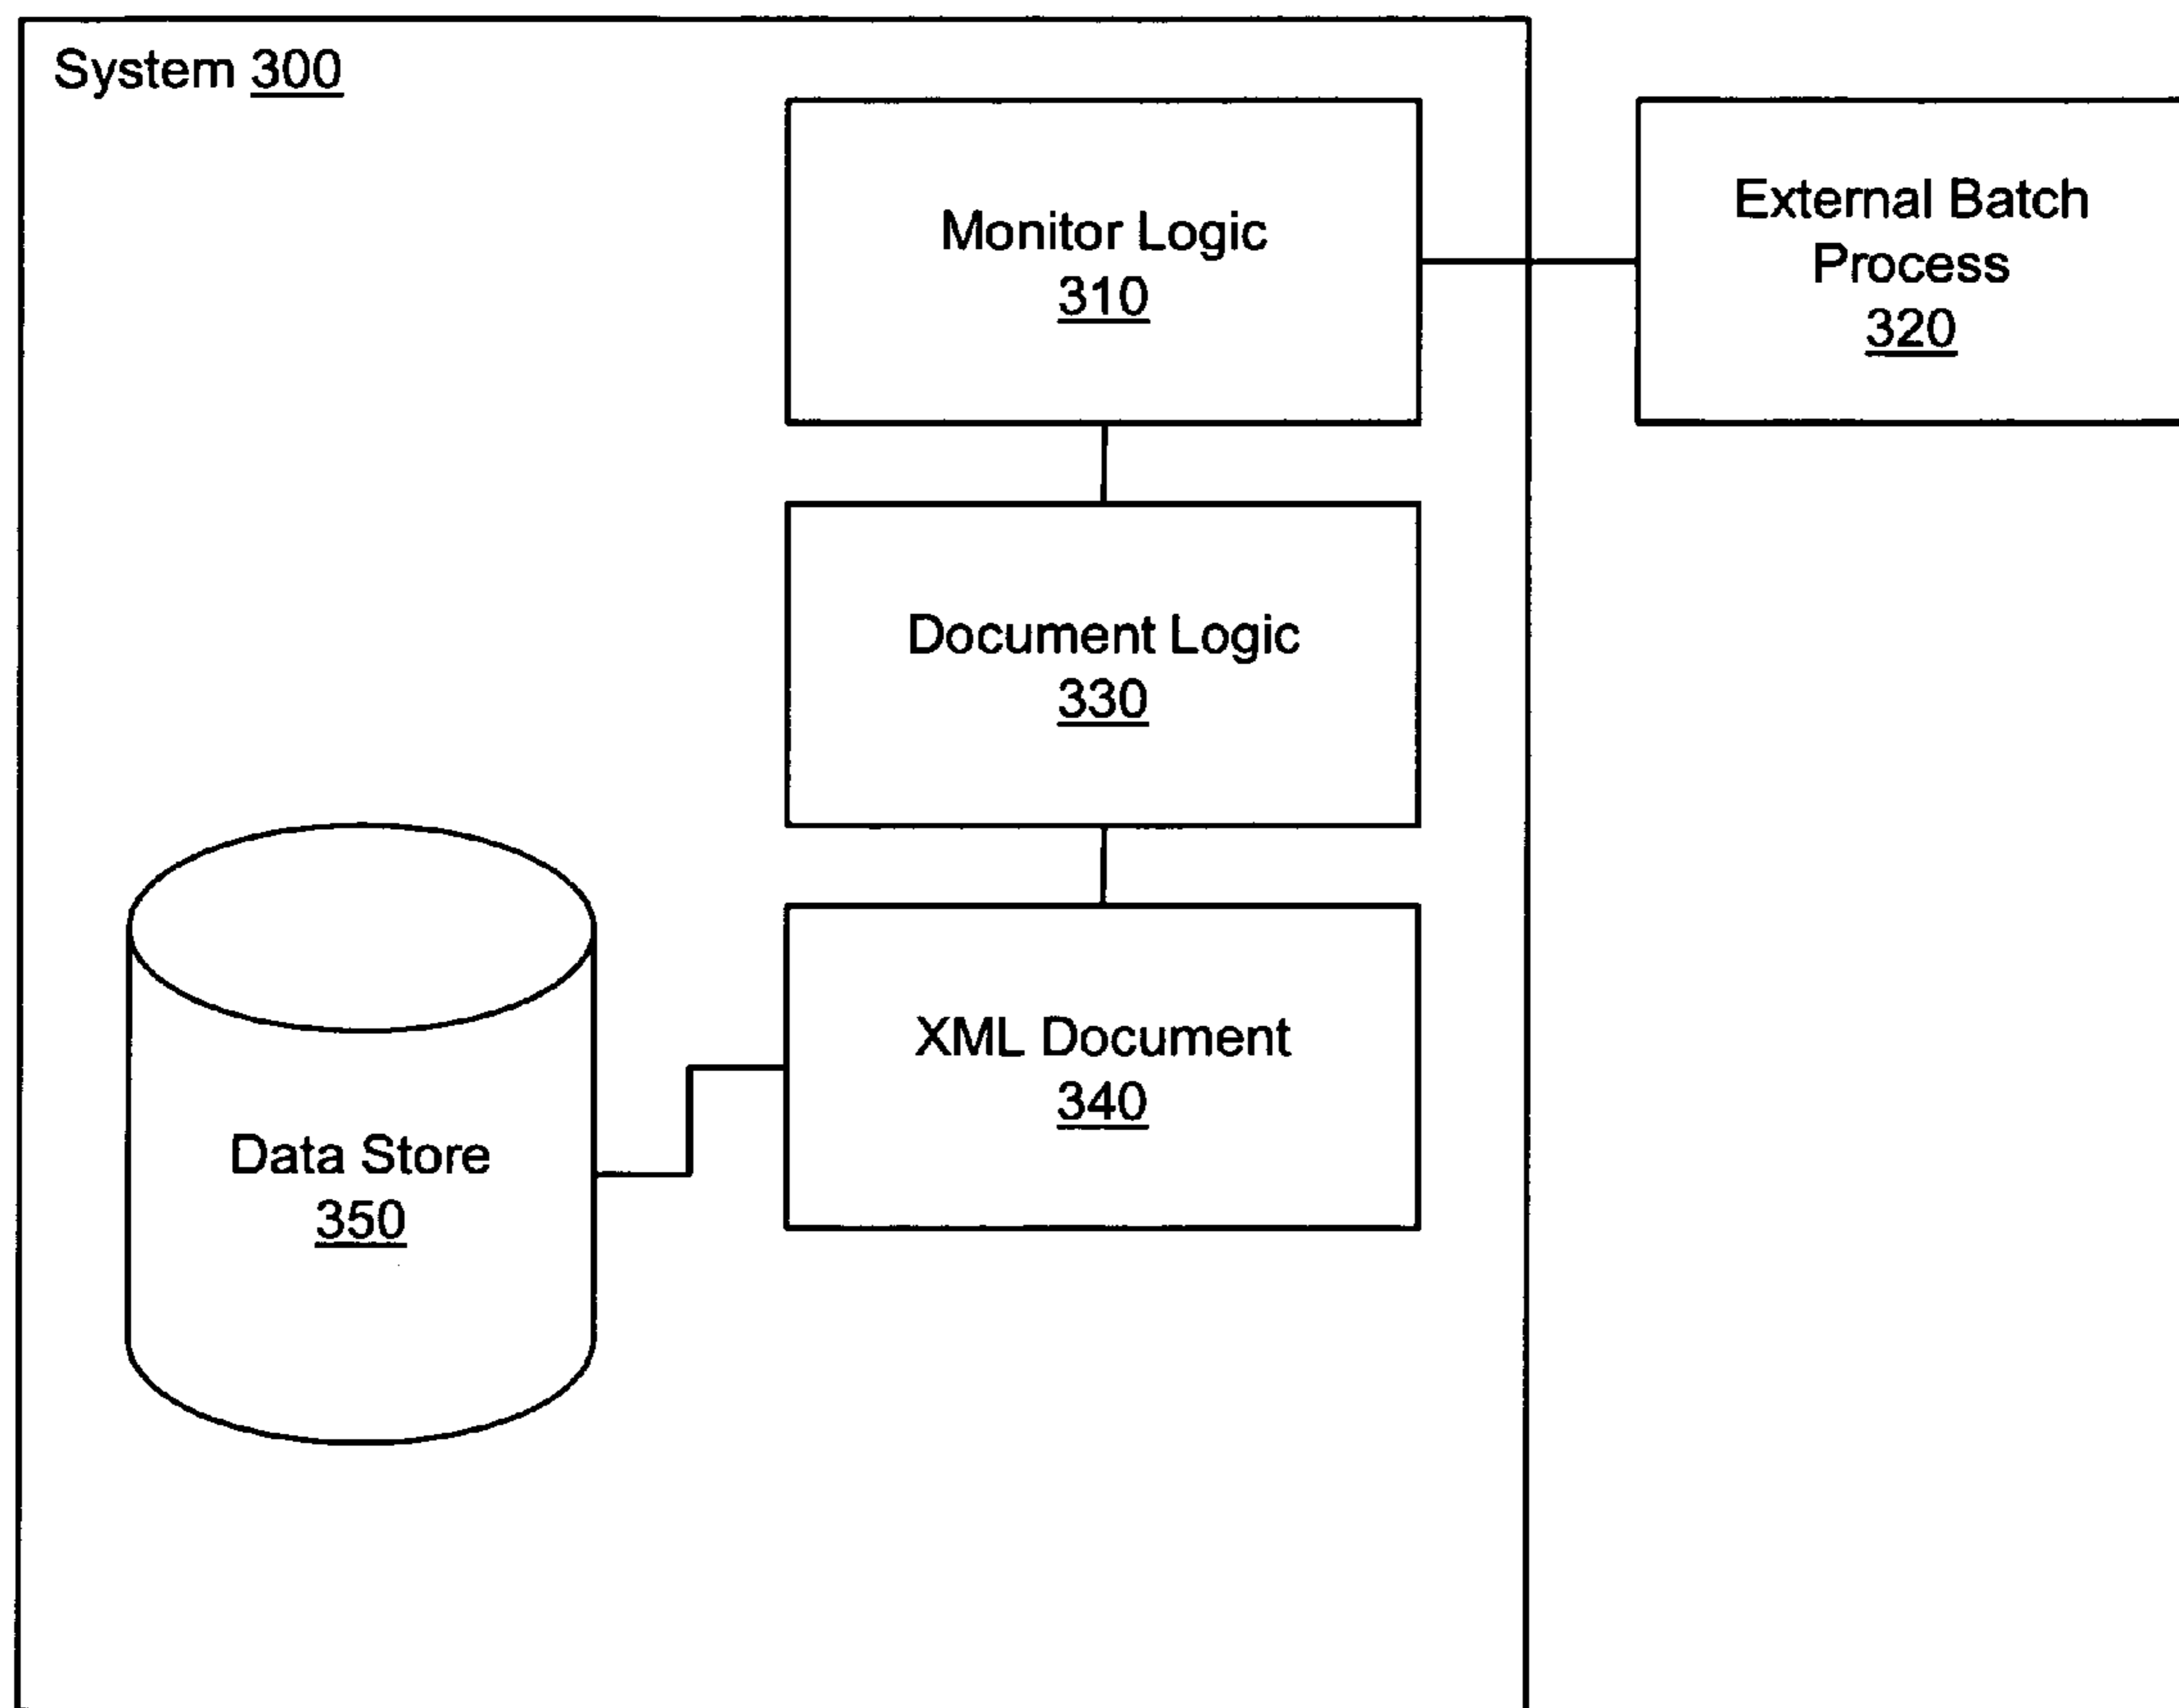 System 300
Monitor Logic
310
External Batch
Process
320
Document Logic
330
XML Document
340
Data Store
350